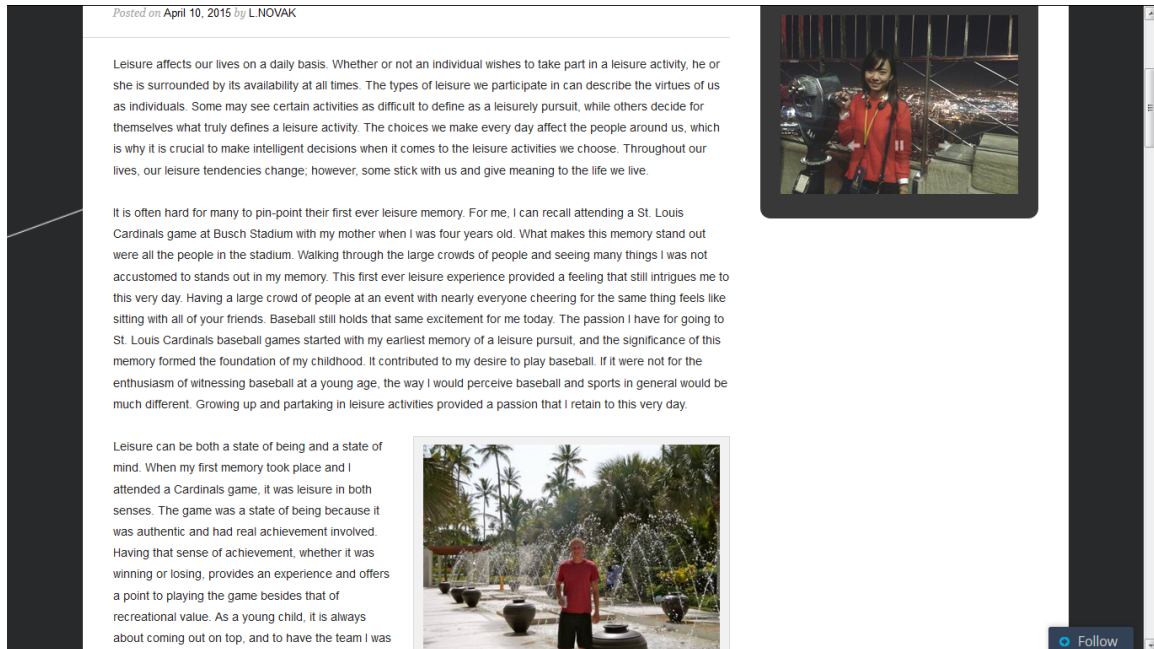 Posted on April 10, 2015 by L.NOVAK
Leisure affects our lives on a daily basis. Whether or not an individual wishes to take part in a leisure activity, he or
she is surrounded by its availability at all times. The types of leisure we participate in can describe the virtues of us
as individuals. Some may see certain activities as difficult to define as a leisurely pursuit, while others decide for
themselves what truly defines a leisure activity. The choices we make every day affect the people around us, which
is why it is crucial to make intelligent decisions when it comes to the leisure activities we choose. Throughout our
lives, our leisure tendencies change; however, some stick with us and give meaning to the life we live.
It is often hard for many to pin-point their first ever leisure memory. For me, I can recall attending a St. Louis
Cardinals game at Busch Stadium with my mother when I was four years old. What makes this memory stand out
were all the people in the stadium. Walking through the large crowds of people and seeing many things I was not
accustomed to stands out in my memory. This first ever leisure experience provided a feeling that still intrigues me to
this very day. Having a large crowd of people at an event with nearly everyone cheering for the same thing feels like
sitting with all of your friends. Baseball still holds that same excitement for me today. The passion I have for going to
St. Louis Cardinals baseball games started with my earliest memory of a leisure pursuit, and the significance of this
memory formed the foundation of my childhood. It contributed to my desire to play baseball. If it were not for the
enthusiasm of witnessing baseball at a young age, the way I would perceive baseball and sports in general would be
much different. Growing up and partaking in leisure activities provided a passion that I retain to this very day.
Leisure can be both a state of being and a state of
mind. When my first memory took place and I
attended a Cardinals game, it was leisure in both
senses. The game was a state of being because it
was authentic and had real achievement involved.
Having that sense of achievement, whether it was
winning or losing, provides an experience and offers
a point to playing the game besides that of
recreational value. As a young child, it is always
about coming out on top, and to have the team I was
Follow